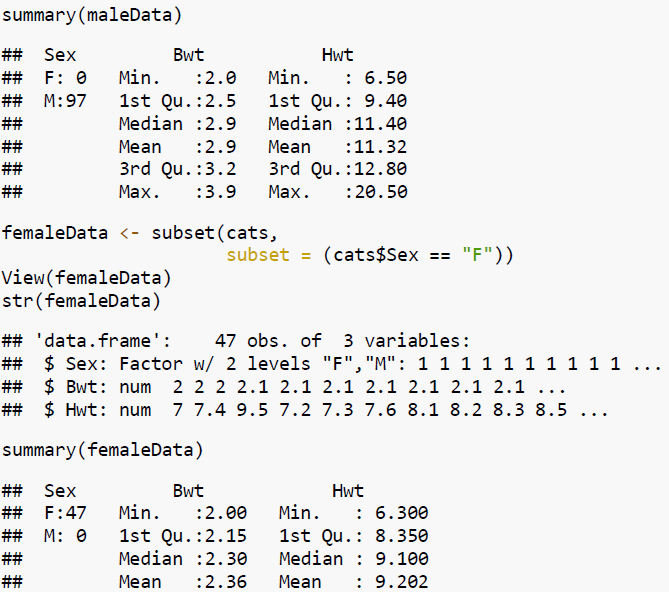 summary(maleData)
##  Sex         Bwt           Hwt
##  F: 0   Min.   :2.0   Min.   : 6.50
##  M:97   1st Qu.:2.5   1st Qu.: 9.40
##         Median :2.9   Median :11.40
##         Mean   :2.9   Mean   :11.32
##         3rd Qu.:3.2   3rd Qu.:12.80
##         Max.   :3.9   Max.   :20.50
femaleData <- subset(cats,
                     subset = (cats$Sex == "F"))
View(femaleData)
str(femaleData)
## 'data.frame':    47 obs. of  3 variables:
##  $ Sex: Factor w/ 2 levels "F","M": 1 1 1 1 1 1 1 1 1 1 ...
##  $ Bwt: num  2 2 2 2.1 2.1 2.1 2.1 2.1 2.1 2.1 ...
##  $ Hwt: num  7 7.4 9.5 7.2 7.3 7.6 8.1 8.2 8.3 8.5 ...
summary(femaleData)
##  Sex         Bwt            Hwt
##  F:47   Min.   :2.00   Min.   : 6.300
##  M: 0   1st Qu.:2.15   1st Qu.: 8.350
##         Median :2.30   Median : 9.100
##         Mean   :2.36   Mean   : 9.202